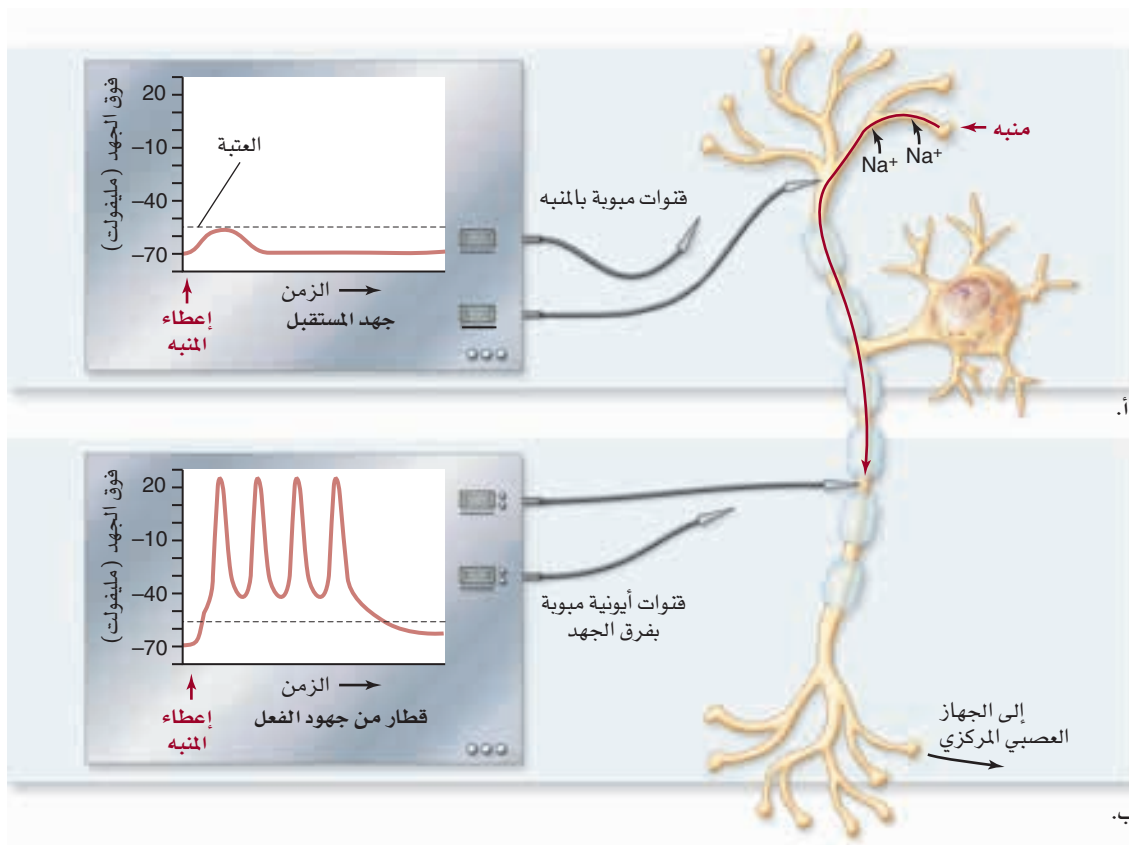 فوق الجهد (مليفولت)
20
–10
–40
–70
العتبة
الزمن
جهد المستقبل
إعطاء
المنبه
قنوات مبوبة بالمنبه
منبه
Na+
Na+
أ.
فوق الجهد (مليفولت)
20
–10
–40
–70
الزمن
قطار من جهود الفعل
إعطاء
المنبه
قنوات أيونية مبوبة
بفرق الجهد
إلى الجهاز
العصبي المركزي
ب.